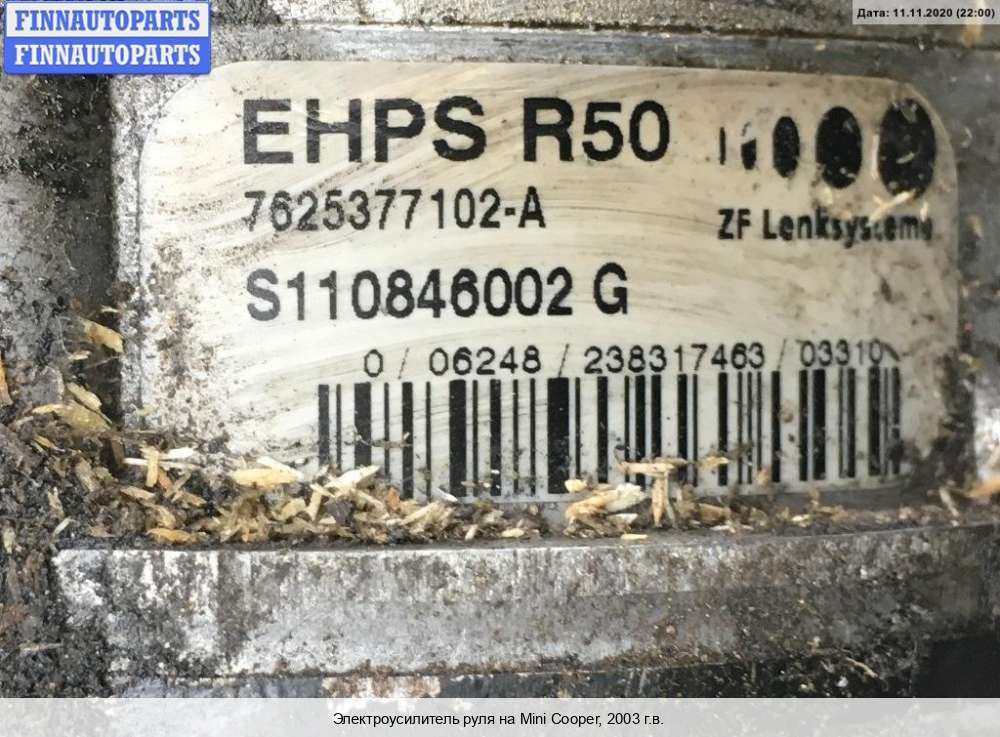 FINNAUTOPARTS
FINNAUTOPARTS
Дата: 11.11.2020 (22:00)
EHPS R50
7625377102-A
ZF Lenksysteme
S110846002 G
0 / 06248 / 238317463 / 03310
Электроусилитель руля на Mini Cooper, 2003 г.в.